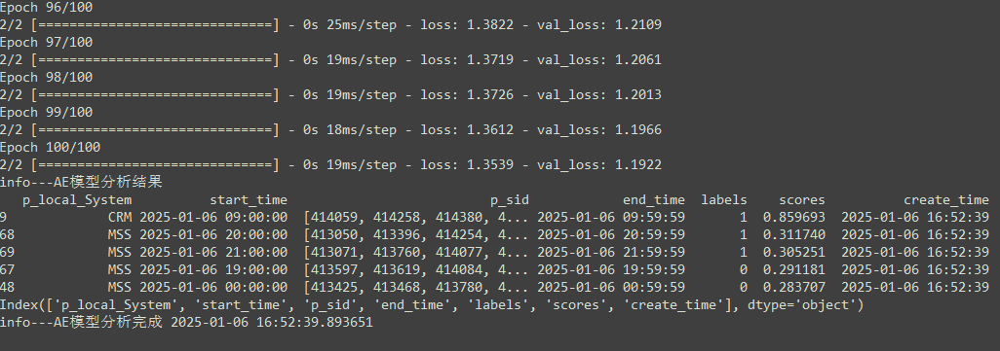 Epoch 96/100
2/2 [==============================] - 0s 25ms/step - loss: 1.3822 - val_loss: 1.2109
Epoch 97/100
2/2 [==============================] - 0s 19ms/step - loss: 1.3719 - val_loss: 1.2061
Epoch 98/100
2/2 [==============================] - 0s 19ms/step - loss: 1.3726 - val_loss: 1.2013
Epoch 99/100
2/2 [==============================] - 0s 18ms/step - loss: 1.3612 - val_loss: 1.1966
Epoch 100/100
2/2 [==============================] - 0s 19ms/step - loss: 1.3539 - val_loss: 1.1922
info---AE模型分析结果
p_local_System start_time p_sid end_time labels scores create_time
9 CRM 2025-01-06 09:00:00 [414059, 414258, 414380, 4... 2025-01-06 09:59:59 1 0.859693 2025-01-06 16:52:39
68 MSS 2025-01-06 20:00:00 [413050, 413396, 414254, 4... 2025-01-06 20:59:59 1 0.311740 2025-01-06 16:52:39
69 MSS 2025-01-06 21:00:00 [413071, 413760, 414077, 4... 2025-01-06 21:59:59 1 0.305251 2025-01-06 16:52:39
67 MSS 2025-01-06 19:00:00 [413597, 413619, 414084, 4... 2025-01-06 19:59:59 0 0.291181 2025-01-06 16:52:39
48 MSS 2025-01-06 00:00:00 [413425, 413468, 413780, 4... 2025-01-06 00:59:59 0 0.283707 2025-01-06 16:52:39
Index(['p_local_System', 'start_time', 'p_sid', 'end_time', 'labels', 'scores', 'create_time'], dtype='object')
info---AE模型分析完成 2025-01-06 16:52:39.893651